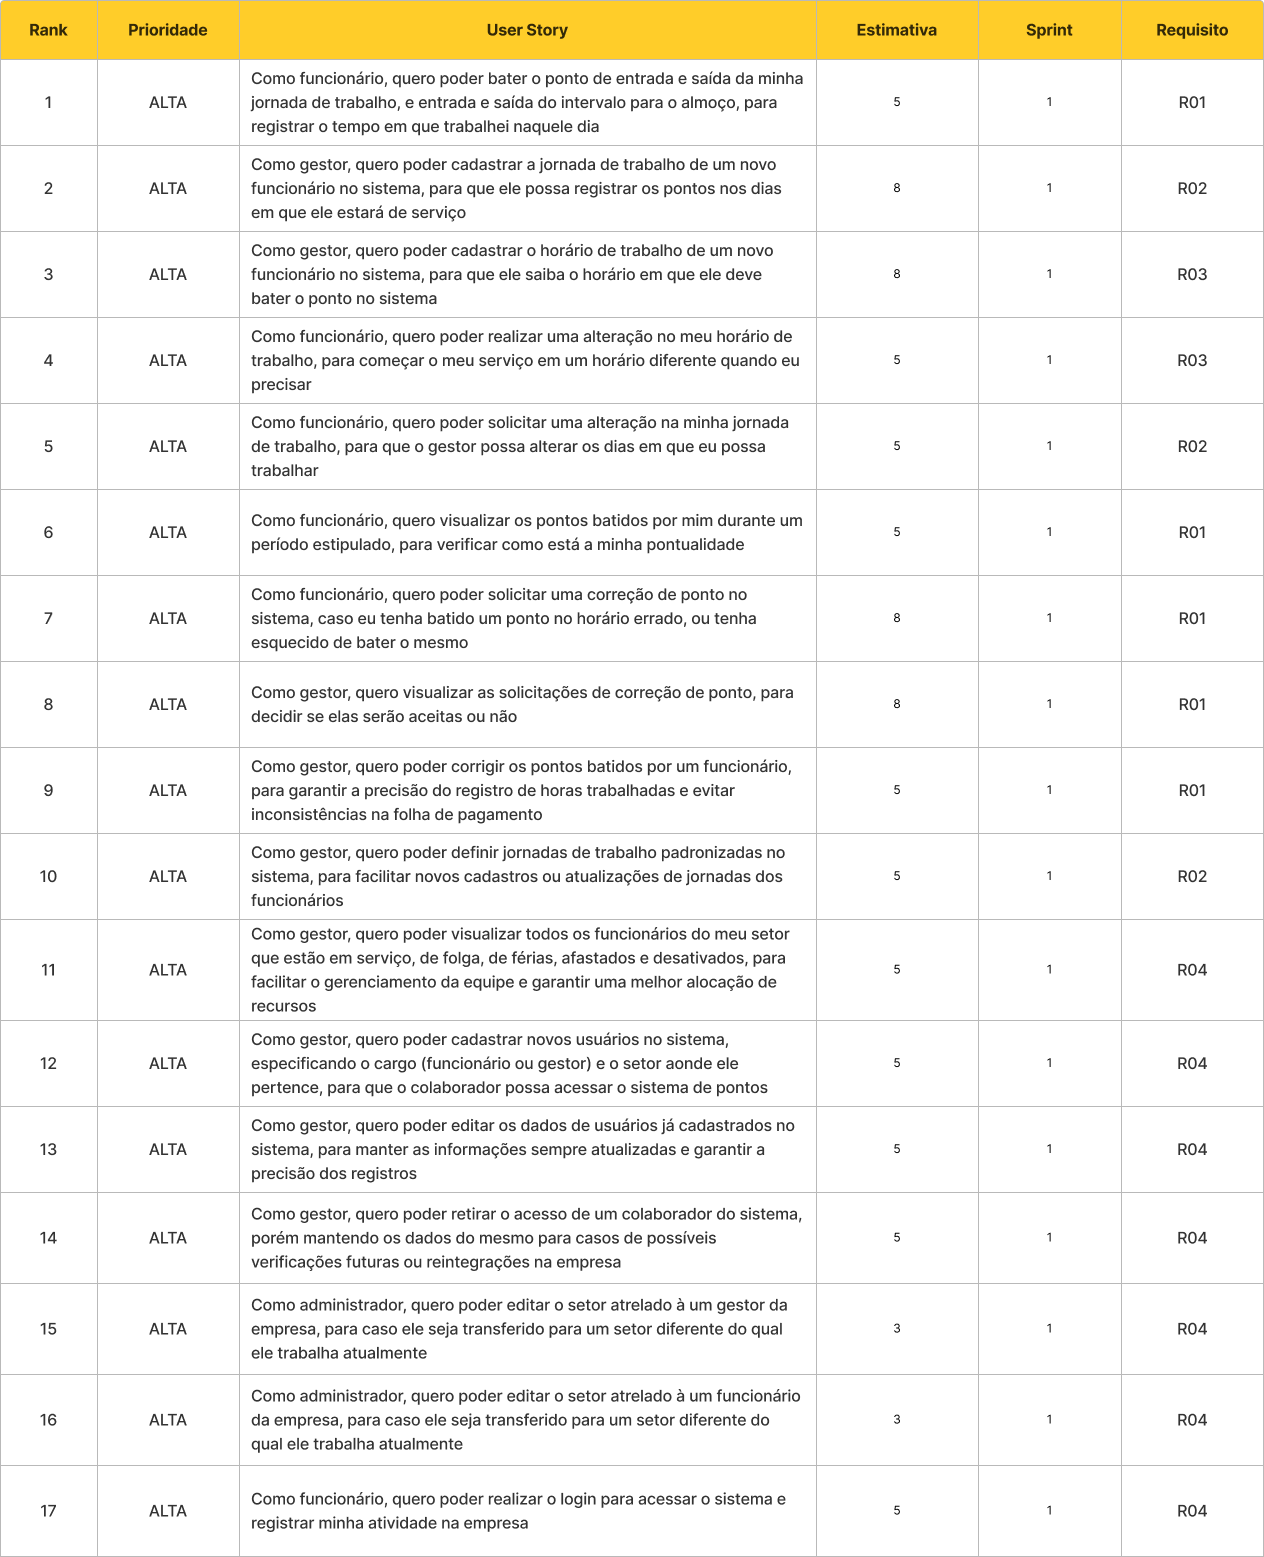 Rank Prioridade User Story Estimativa Sprint Requisito
Como funcionário, quero poder bater o ponto de entrada e saída da minha
1 ALTA jornada de trabalho, e entrada e saída do intervalo para o almoço, para 5 1 R01
registrar o tempo em que trabalhei naquele dia
Como gestor, quero poder cadastrar a jornada de trabalho de um novo
2 ALTA funcionário no sistema, para que ele possa registrar os pontos nos dias 8 1 R02
em que ele estará de serviço
Como gestor, quero poder cadastrar o horário de trabalho de um novo
3 ALTA funcionário no sistema, para que ele saiba o horário em que ele deve 8 1 R03
bater o ponto no sistema
Como funcionário, quero poder realizar uma alteração no meu horário de
4 ALTA trabalho, para começar o meu serviço em um horário diferente quando eu 5 1 R03
precisar
Como funcionário, quero poder solicitar uma alteração na minha jornada
5 ALTA de trabalho, para que o gestor possa alterar os dias em que eu possa 5 1 R02
trabalhar
Como funcionário, quero visualizar os pontos batidos por mim durante um
6 ALTA período estipulado, para verificar como está a minha pontualidade 5 1 R01
Como funcionário, quero poder solicitar uma correção de ponto no
7 ALTA sistema, caso eu tenha batido um ponto no horário errado, ou tenha 8 1 R01
esquecido de bater o mesmo
Como gestor, quero visualizar as solicitações de correção de ponto, para
8 ALTA decidir se elas serão aceitas ou não 8 1 R01
Como gestor, quero poder corrigir os pontos batidos por um funcionário,
9 ALTA para garantir a precisão do registro de horas trabalhadas e evitar 5 1 R01
inconsistências na folha de pagamento
Como gestor, quero poder definir jornadas de trabalho padronizadas no
10 ALTA sistema, para facilitar novos cadastros ou atualizações de jornadas dos 5 1 R02
funcionários
Como gestor, quero poder visualizar todos os funcionários do meu setor
que estão em serviço, de folga, de férias, afastados e desativados, para
11 ALTA facilitar o gerenciamento da equipe e garantir uma melhor alocação de 5 1 R04
recursos
Como gestor, quero poder cadastrar novos usuários no sistema,
12 ALTA especificando o cargo (funcionário ou gestor) e o setor aonde ele 5 1 R04
pertence, para que o colaborador possa acessar o sistema de pontos
Como gestor, quero poder editar os dados de usuários já cadastrados no
13 ALTA sistema, para manter as informações sempre atualizadas e garantir a 5 1 R04
precisão dos registros
Como gestor, quero poder retirar o acesso de um colaborador do sistema,
14 ALTA porém mantendo os dados do mesmo para casos de possíveis 5 1 R04
verificações futuras ou reintegrações na empresa
Como administrador, quero poder editar o setor atrelado à um gestor da
15 ALTA empresa, para caso ele seja transferido para um setor diferente do qual 3 1 R04
ele trabalha atualmente
Como administrador, quero poder editar o setor atrelado à um funcionário
16 ALTA da empresa, para caso ele seja transferido para um setor diferente do 3 1 R04
qual ele trabalha atualmente
Como funcionário, quero poder realizar o login para acessar o sistema e
17 ALTA registrar minha atividade na empresa 5 1 R04